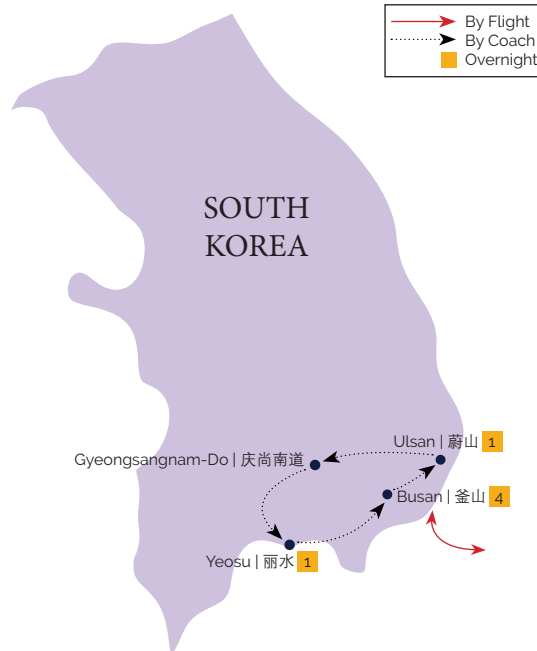 By Flight
By Coach
Overnight
SOUTH
KOREA
Ulsan | 蔚山 1
Gyeongsangnam-Do | 庆尚南道
Busan | 釜山 4
Yeosu | 丽水 1